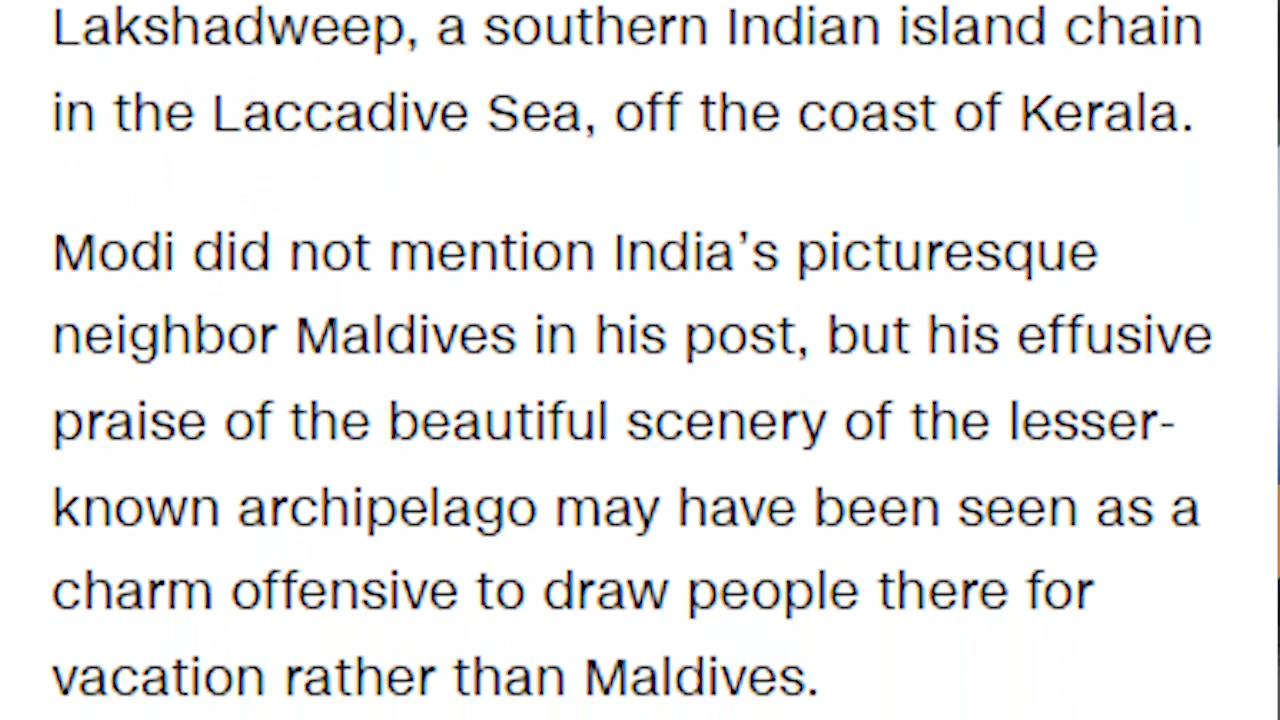 Lakshadweep, a southern Indian island chain
in the Laccadive Sea, off the coast of Kerala.
Modi did not mention India’s picturesque
neighbor Maldives in his post, but his effusive
praise of the beautiful scenery of the lesser-
known archipelago may have been seen as a
charm offensive to draw people there for
vacation rather than Maldives.